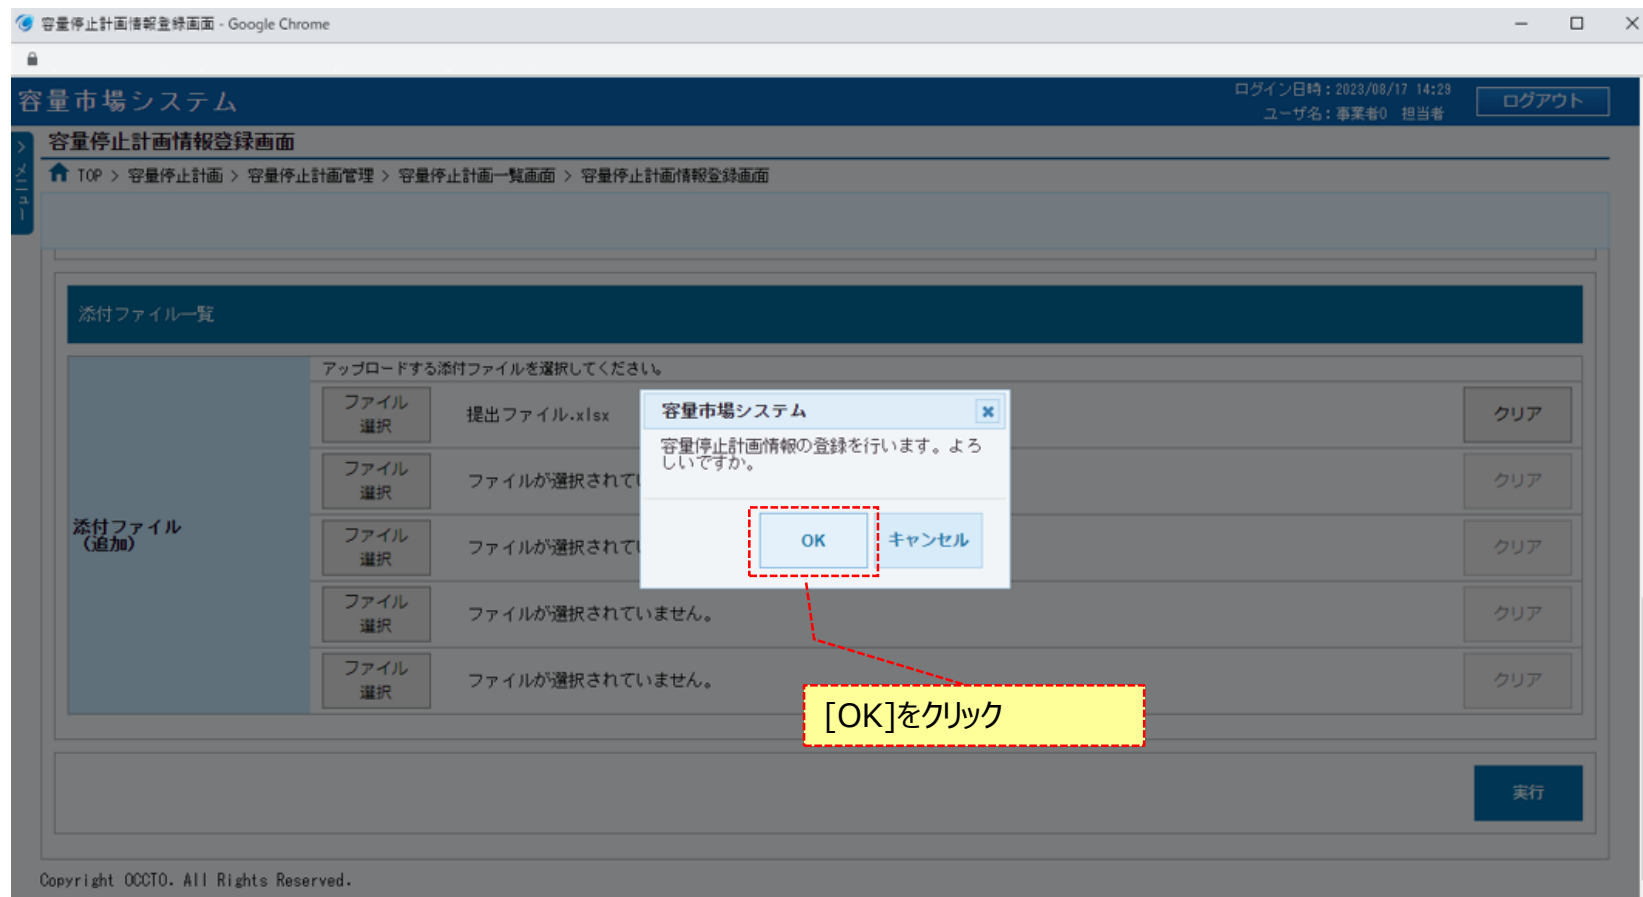 容量停止計画情報登録画面 - Google Chrome
容量市場システム
ログイン日時：2023/08/17 14:29
ユーザ名：事業者0 担当者
ログアウト
＞メニュー
容量停止計画情報登録画面
TOP > 容量停止計画 > 容量停止計画管理 > 容量停止計画一覧画面 > 容量停止計画情報登録画面
添付ファイル一覧
添付ファイル
（追加）
アップロードする添付ファイルを選択してください。
ファイル
選択
提出ファイル.xlsx
クリア
ファイル
選択
ファイルが選択されてい
クリア
ファイル
選択
ファイルが選択されてい
クリア
ファイル
選択
ファイルが選択されていません。
クリア
ファイル
選択
ファイルが選択されていません。
クリア
容量市場システム
容量停止計画情報の登録を行います。よろ
しいですか。
OK
キャンセル
[OK]をクリック
実行
Copyright OCCTO. All Rights Reserved.